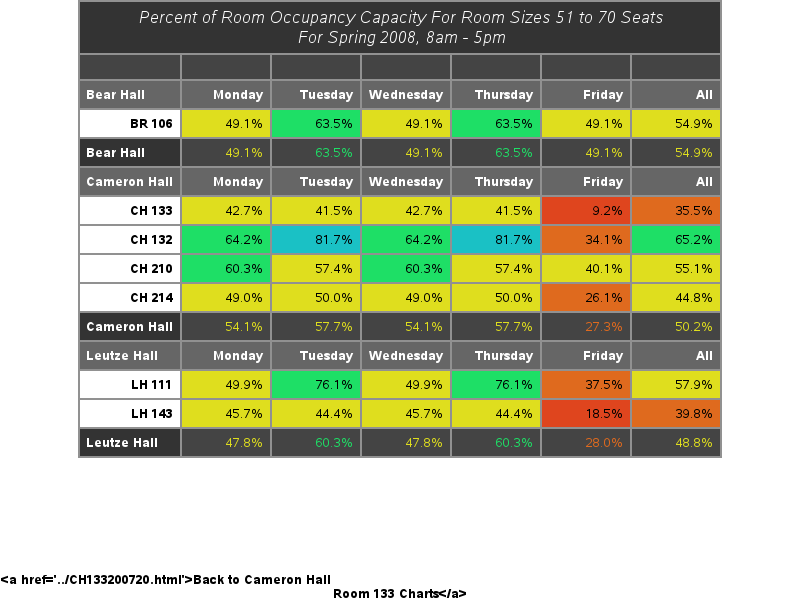 Percent of Room Occupancy Capacity For Room Sizes 51 to 70 Seats
For Spring 2008, 8am - 5pm
Bear Hall Monday Tuesday Wednesday Thursday Friday All
BR 106 49.1% 63.5% 49.1% 63.5% 49.1% 54.9%
Bear Hall 49.1% 63.5% 49.1% 63.5% 49.1% 54.9%
Cameron Hall Monday Tuesday Wednesday Thursday Friday All
CH 133 42.7% 41.5% 42.7% 41.5% 9.2% 35.5%
CH 132 64.2% 81.7% 64.2% 81.7% 34.1% 65.2%
CH 210 60.3% 57.4% 60.3% 57.4% 40.1% 55.1%
CH 214 49.0% 50.0% 49.0% 50.0% 26.1% 44.8%
Cameron Hall 54.1% 57.7% 54.1% 57.7% 27.3% 50.2%
Leutze Hall Monday Tuesday Wednesday Thursday Friday All
LH 111 49.9% 76.1% 49.9% 76.1% 37.5% 57.9%
LH 143 45.7% 44.4% 45.7% 44.4% 18.5% 39.8%
Leutze Hall 47.8% 60.3% 47.8% 60.3% 28.0% 48.8%
<a href='../CH133200720.html'>Back to Cameron Hall
Room 133 Charts</a>